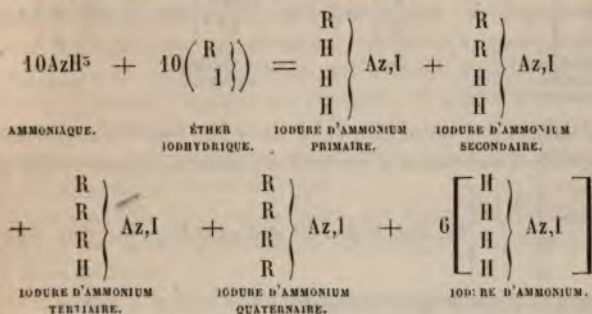 10AzH³ + 10( R I } ) = R H H H } Az,I + R R H H } Az,I
AMMONIAQUE. ÉTHER IODHYDRIQUE. IODURE D'AMMONIUM PRIMAIRE. IODURE D'AMMONIUM SECONDAIRE.
+ R R R H } Az,I + R R R R } Az,I + 6[ H H H H } Az,I ]
IODURE D'AMMONIUM TERTIAIRE. IODURE D'AMMONIUM QUATERNAIRE. IODURE D'AMMONIUM.